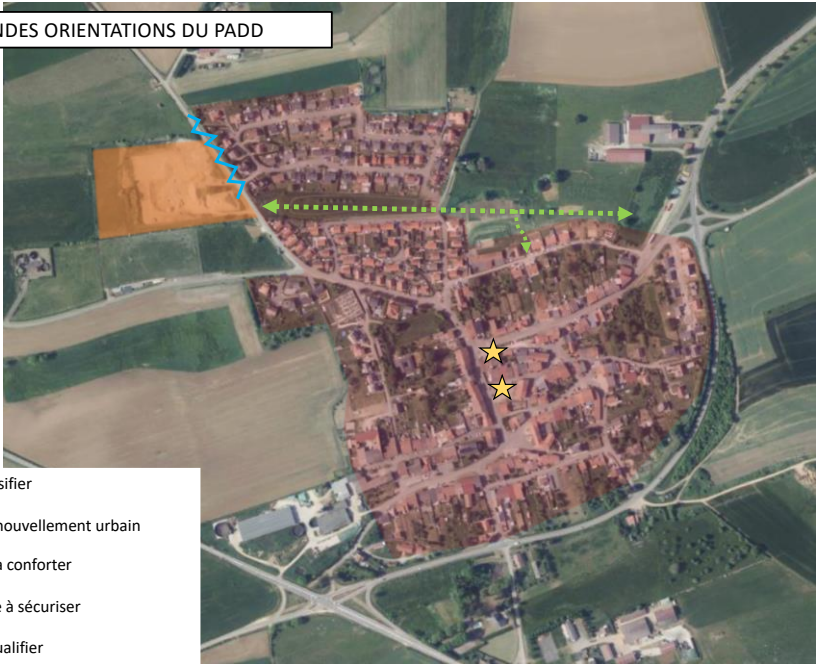 NDES ORIENTATIONS DU PADD
sifier
nouvellement urbain
à conforter
e à sécuriser
ualifier